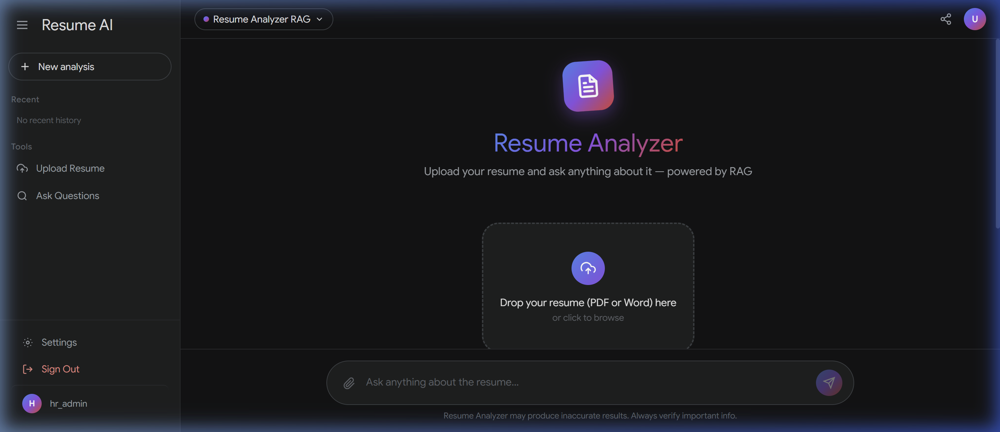 Resume AI
New analysis
Recent
No recent history
Tools
Upload Resume
Ask Questions
Settings
Sign Out
H
hr_admin
Resume Analyzer RAG
U
Resume Analyzer
Upload your resume and ask anything about it — powered by RAG
Drop your resume (PDF or Word) here
or click to browse
Ask anything about the resume...
Resume Analyzer may produce inaccurate results. Always verify important info.